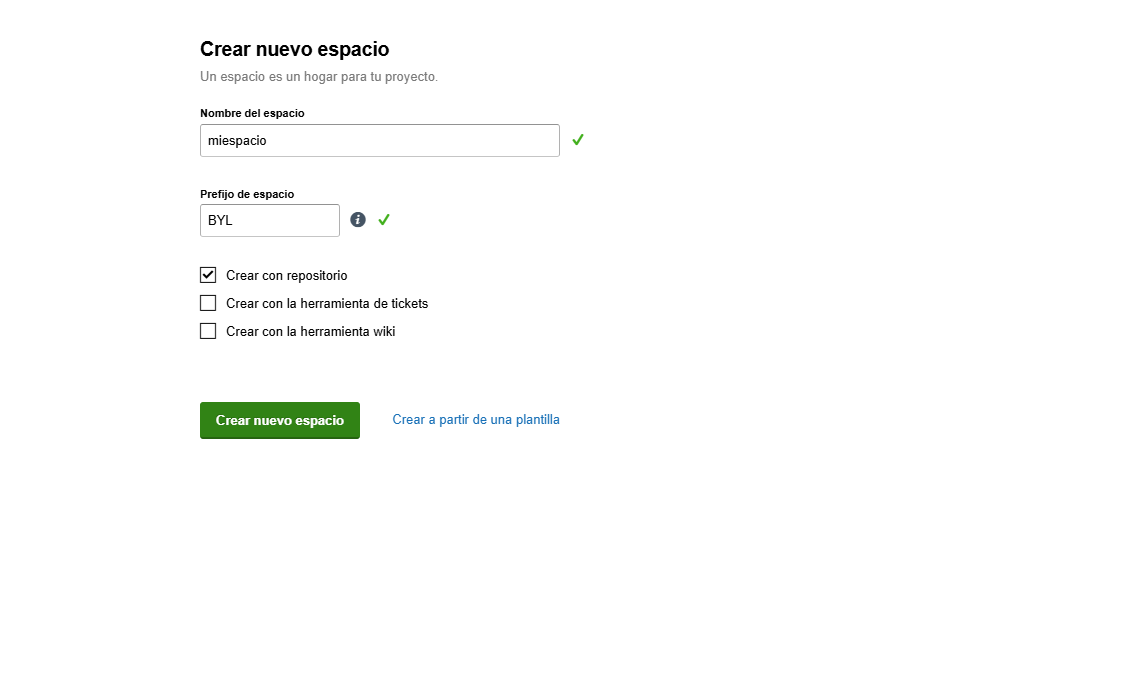 Crear nuevo espacio
Un espacio es un hogar para tu proyecto.
Nombre del espacio
miespacio
Prefijo de espacio
BYL
Crear con repositorio
Crear con la herramienta de tickets
Crear con la herramienta wiki
Crear nuevo espacio Crear a partir de una plantilla